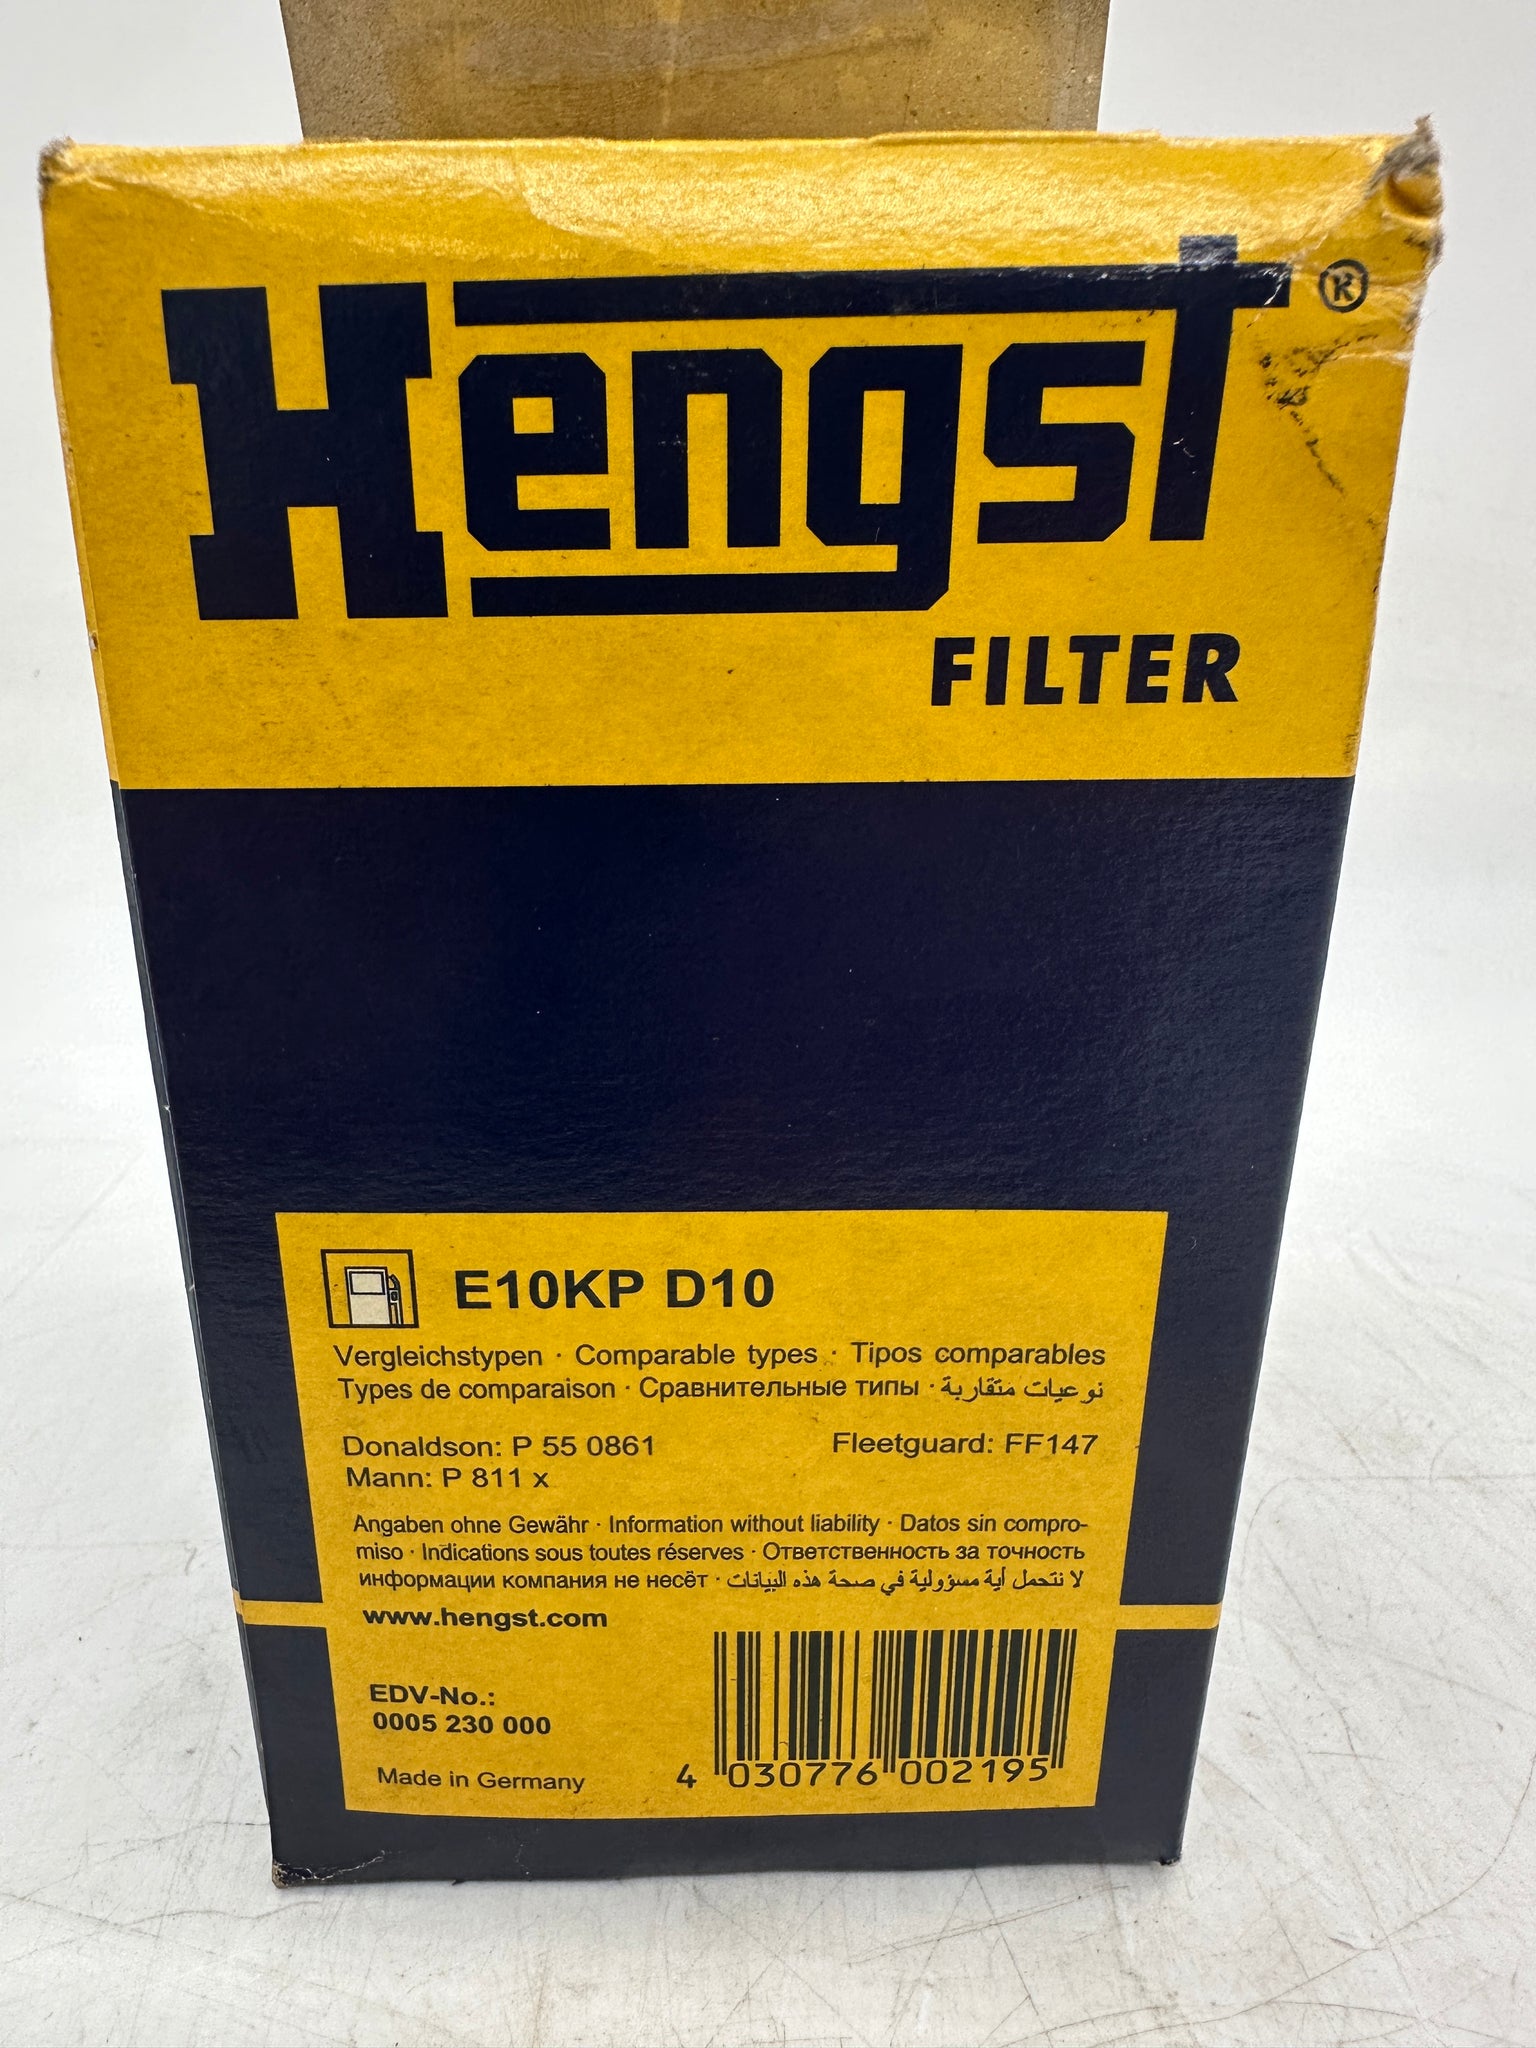 Hengst®
FILTER
E10KP D10
Vergleichstypen · Comparable types · Tipos comparables
Types de comparaison · Сравнительные типы · نوعيات متقاربة
Donaldson: P 55 0861 Fleetguard: FF147
Mann: P 811 x
Angaben ohne Gewähr · Information without liability · Datos sin compro-
miso · Indications sous toutes réserves · Ответственность за точность
информации компания не несёт · لا نتحمل أية مسؤولية في صحة هذه البيانات
www.hengst.com
EDV-No.:
0005 230 000
Made in Germany
4 030776 002195